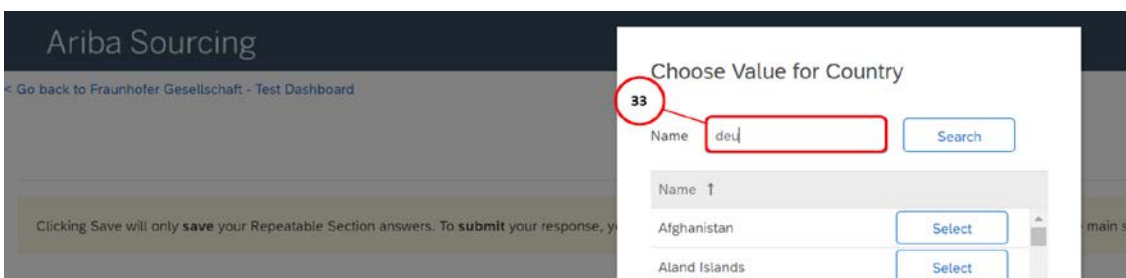 Ariba Sourcing
< Go back to Fraunhofer Gesellschaft - Test Dashboard
Choose Value for Country
33
Name deu Search
Name ↑
Clicking Save will only save your Repeatable Section answers. To submit your response, y
main s
Afghanistan Select
Aland Islands Select